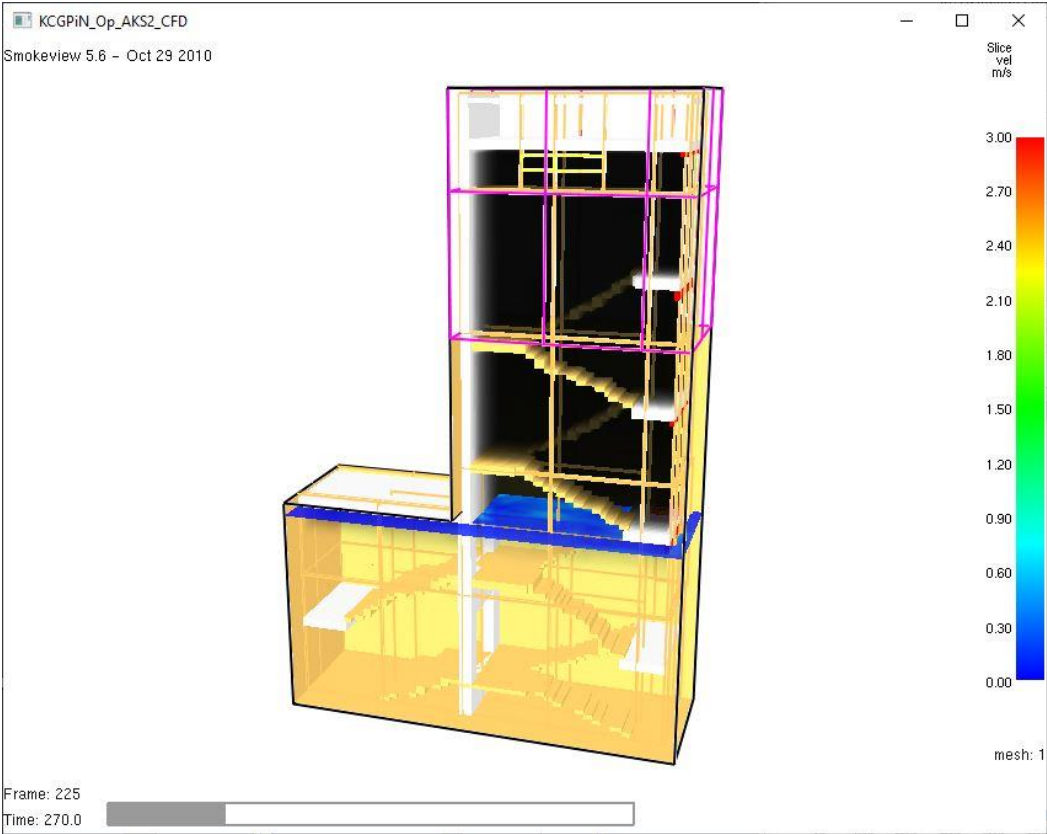 KCGPiN_Op_AKS2_CFD
Smokeview 5.6 - Oct 29 2010
Slice
vel
m/s
3.00
2.70
2.40
2.10
1.80
1.50
1.20
0.90
0.60
0.30
0.00
mesh: 1
Frame: 225
Time: 270.0